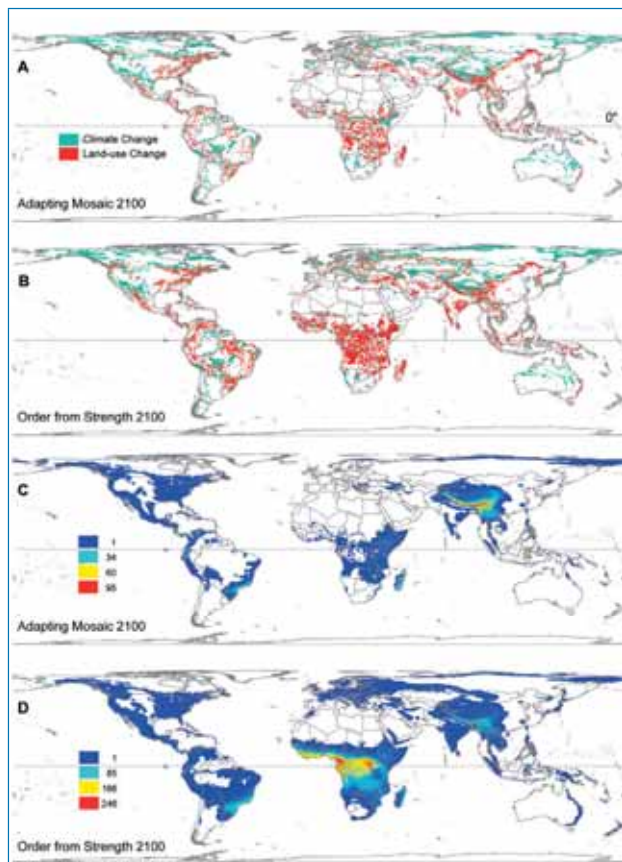 A
0°
Climate Change
Land-use Change
Adapting Mosaic 2100
B
Order from Strength 2100
C
1
34
60
95
Adapting Mosaic 2100
D
1
85
166
246
Order from Strength 2100